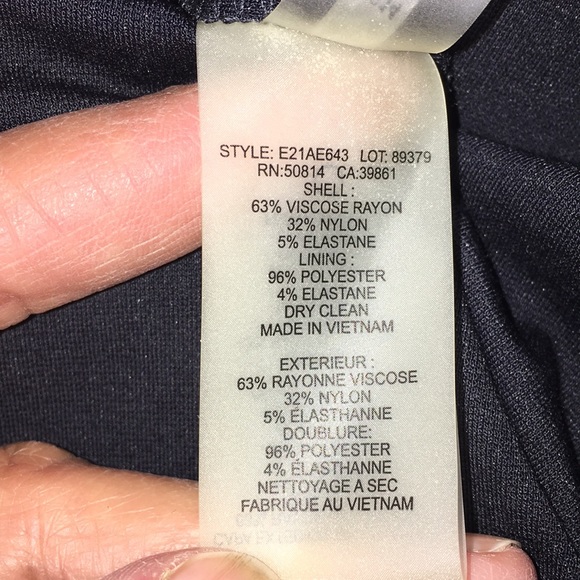 STYLE: E21AE643 LOT: 89379
RN:50814 CA:39861
SHELL :
63% VISCOSE RAYON
32% NYLON
5% ELASTANE
LINING :
96% POLYESTER
4% ELASTANE
DRY CLEAN
MADE IN VIETNAM
EXTERIEUR :
63% RAYONNE VISCOSE
32% NYLON
5% ÉLASTHANNE
DOUBLURE:
96% POLYESTER
4% ÉLASTHANNE
NETTOYAGE A SEC
FABRIQUE AU VIETNAM